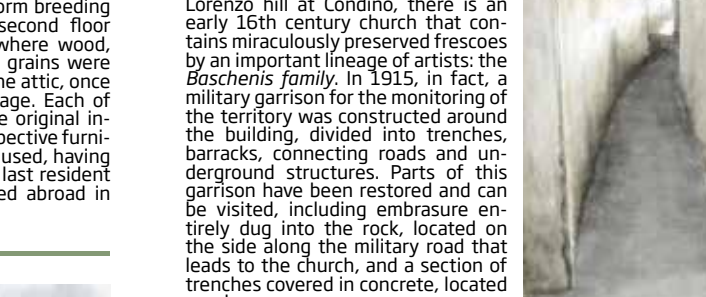 orm breeding
second floor
where wood,
grains were
he attic, once
age. Each of
e original in-
pective furni-
used, having
last resident
ed abroad in
Lorenzo hill at Condino, there is an
early 16th century church that con-
tains miraculously preserved frescoes
by an important lineage of artists: the
Baschenis family. In 1915, in fact, a
military garrison for the monitoring of
the territory was constructed around
the building, divided into trenches,
barracks, connecting roads and un-
derground structures. Parts of this
garrison have been restored and can
be visited, including embrasure en-
tirely dug into the rock, located on
the side along the military road that
leads to the church, and a section of
trenches covered in concrete, located